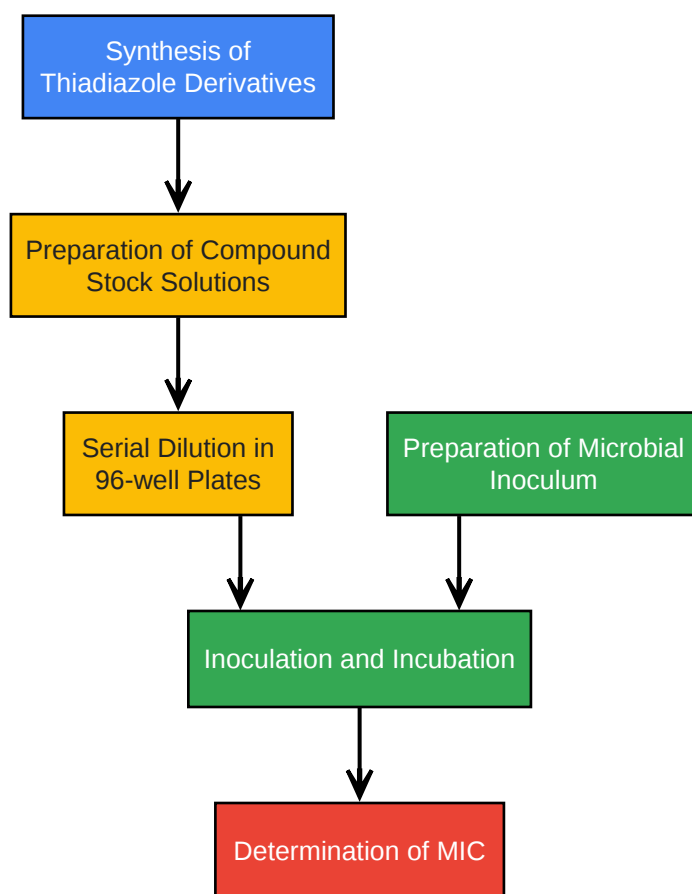 Synthesis of
Thiadiazole Derivatives
Preparation of Compound
Stock Solutions
Serial Dilution in
96-well Plates
Preparation of Microbial
Inoculum
Inoculation and Incubation
Determination of MIC